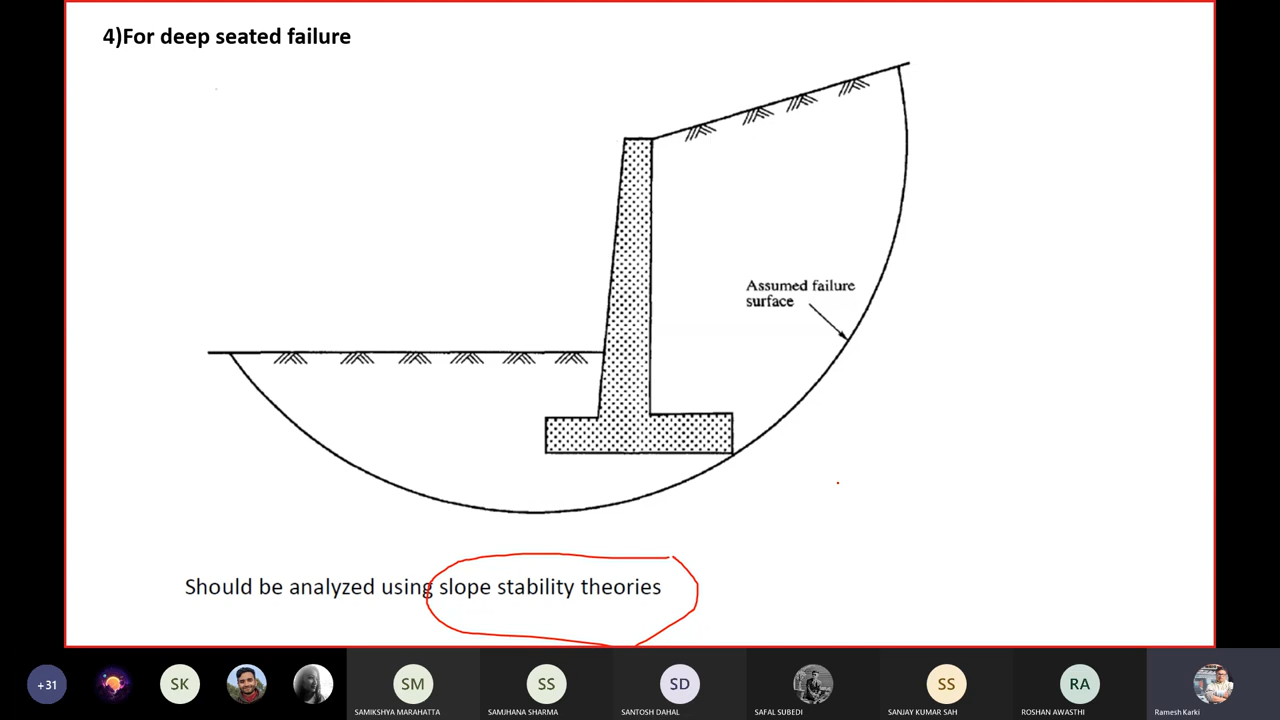 4)For deep seated failure
Assumed failure
surface
Should be analyzed using slope stability theories
+31
SK
SM
SS
SD
SS
RA
SAMIKSHYA MARAHATTA
SAMJHANA SHARMA
SANTOSH DAHAL
SAFAL SUBEDI
SANJAY KUMAR SAH
ROSHAN AWASTHI
Ramesh Karki